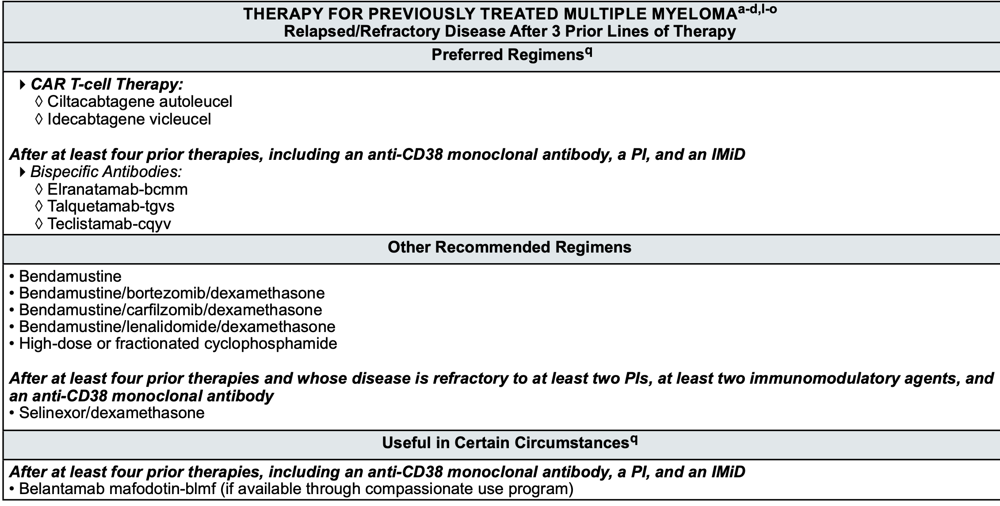 THERAPY FOR PREVIOUSLY TREATED MULTIPLE MYELOMAa-d,l-o
Relapsed/Refractory Disease After 3 Prior Lines of Therapy
Preferred Regimensq
CAR T-cell Therapy:
◊ Ciltacabtagene autoleucel
◊ Idecabtagene vicleucel
After at least four prior therapies, including an anti-CD38 monoclonal antibody, a PI, and an IMiD
Bispecific Antibodies:
◊ Elranatamab-bcmm
◊ Talquetamab-tgvs
◊ Teclistamab-cqyv
Other Recommended Regimens
• Bendamustine
• Bendamustine/bortezomib/dexamethasone
• Bendamustine/carfilzomib/dexamethasone
• Bendamustine/lenalidomide/dexamethasone
• High-dose or fractionated cyclophosphamide
After at least four prior therapies and whose disease is refractory to at least two PIs, at least two immunomodulatory agents, and
an anti-CD38 monoclonal antibody
• Selinexor/dexamethasone
Useful in Certain Circumstancesq
After at least four prior therapies, including an anti-CD38 monoclonal antibody, a PI, and an IMiD
• Belantamab mafodotin-blmf (if available through compassionate use program)